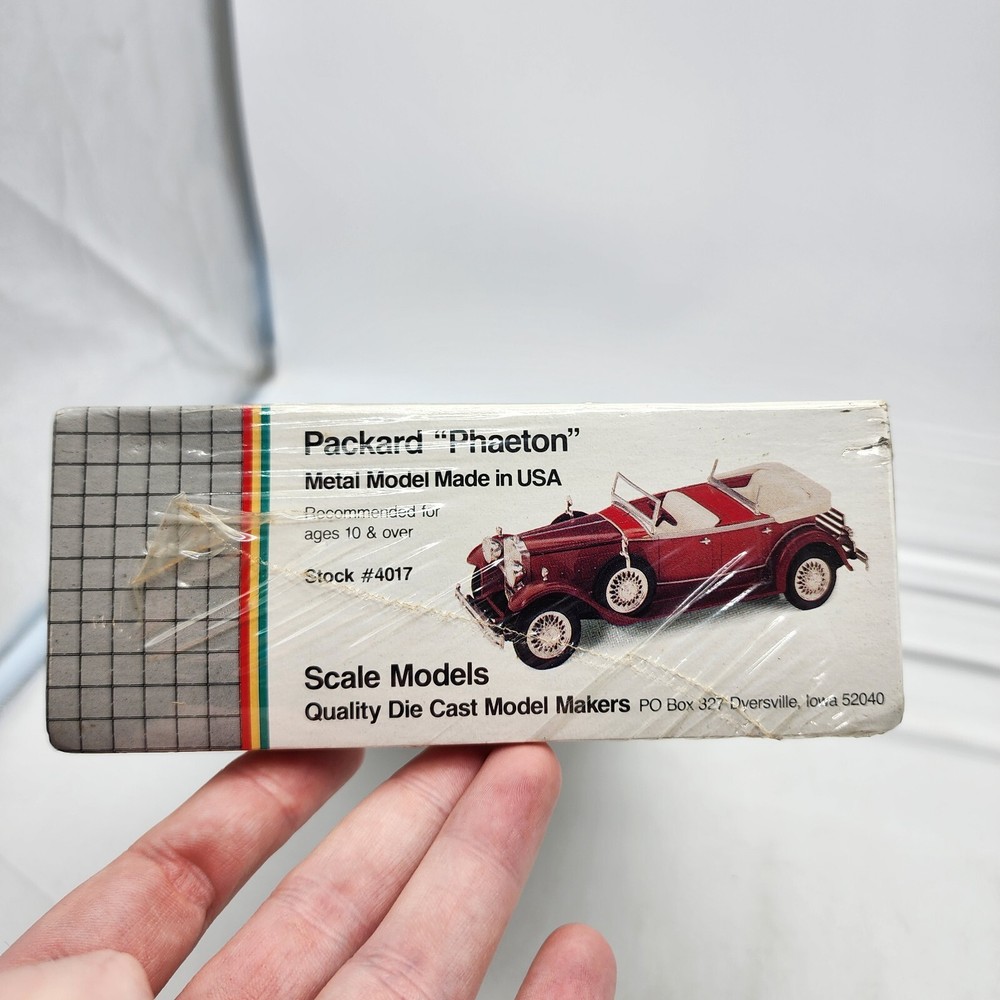 Packard “Phaeton”
Metal Model Made in USA
Recommended for
ages 10 & over
Stock #4017
Scale Models
Quality Die Cast Model Makers PO Box 327 Dyersville, Iowa 52040